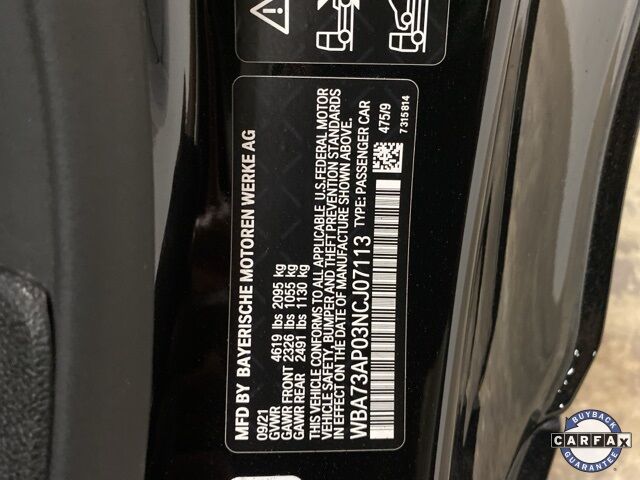 MFD BY BAYERISCHE MOTOREN WERKE AG
09/21
GVWR 4619 lbs 2095 kg
GAWR FRONT 2326 lbs 1055 kg
GAWR REAR 2491 lbs 1130 kg
THIS VEHICLE CONFORMS TO ALL APPLICABLE U.S. FEDERAL MOTOR
VEHICLE SAFETY, BUMPER AND THEFT PREVENTION STANDARDS
IN EFFECT ON THE DATE OF MANUFACTURE SHOWN ABOVE.
WBA73AP03NCJ07113 TYPE: PASSENGER CAR
475/9
7 315 814
BUYBACK
CARFAX
GUARANTEE